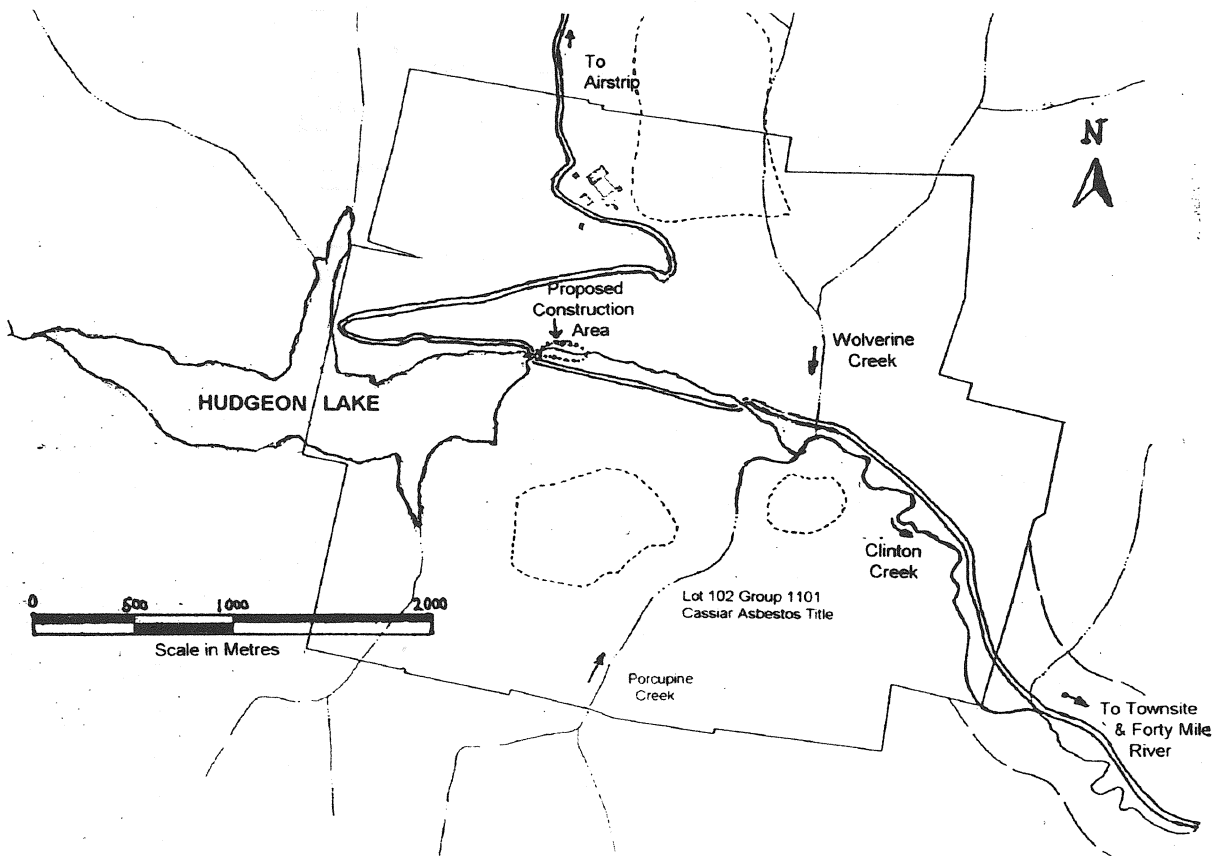 To
Airstrip
N
Proposed
Construction
Area
Wolverine
Creek
HUDGEON LAKE
Clinton
Creek
Lot 102 Group 1101
Cassiar Asbestos Title
0 500 1000 2000
Scale in Metres
Porcupine
Creek
To Townsite
& Forty Mile
River